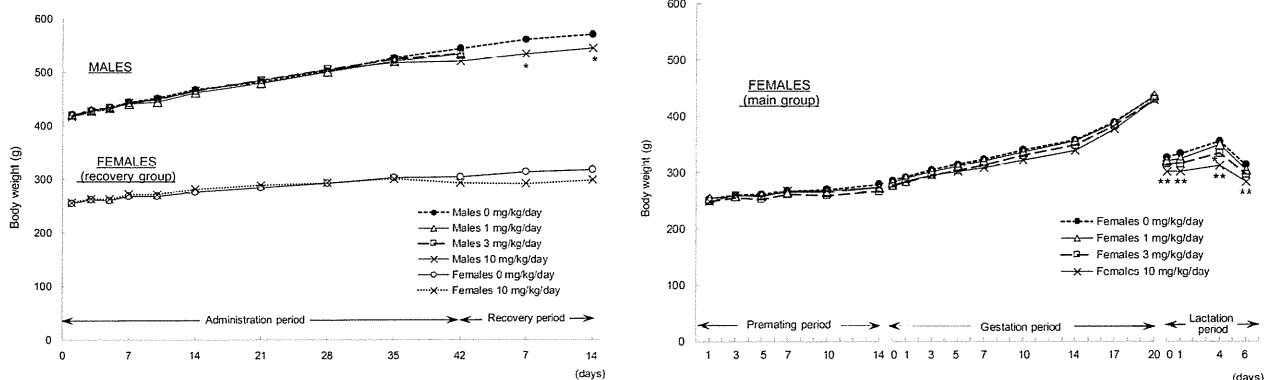 600
500
400
300
200
100
0
Body weight (g)
MALES
FEMALES
(recovery group)
*
*
Males 0 mg/kg/day
Males 1 mg/kg/day
Males 3 mg/kg/day
Males 10 mg/kg/day
Females 0 mg/kg/day
Females 10 mg/kg/day
Administration period
Recovery period
0 7 14 21 28 35 42 7 14
(days)
600
500
400
300
200
100
0
Body weight (g)
FEMALES
(main group)
*
** ** ** **
Females 0 mg/kg/day
Females 1 mg/kg/day
Females 3 mg/kg/day
Females 10 mg/kg/day
Premating period
Gestation period
Lactation
period
1 3 5 7 10 14 0 1 3 5 7 10 14 17 20 0 1 4 6
(days)